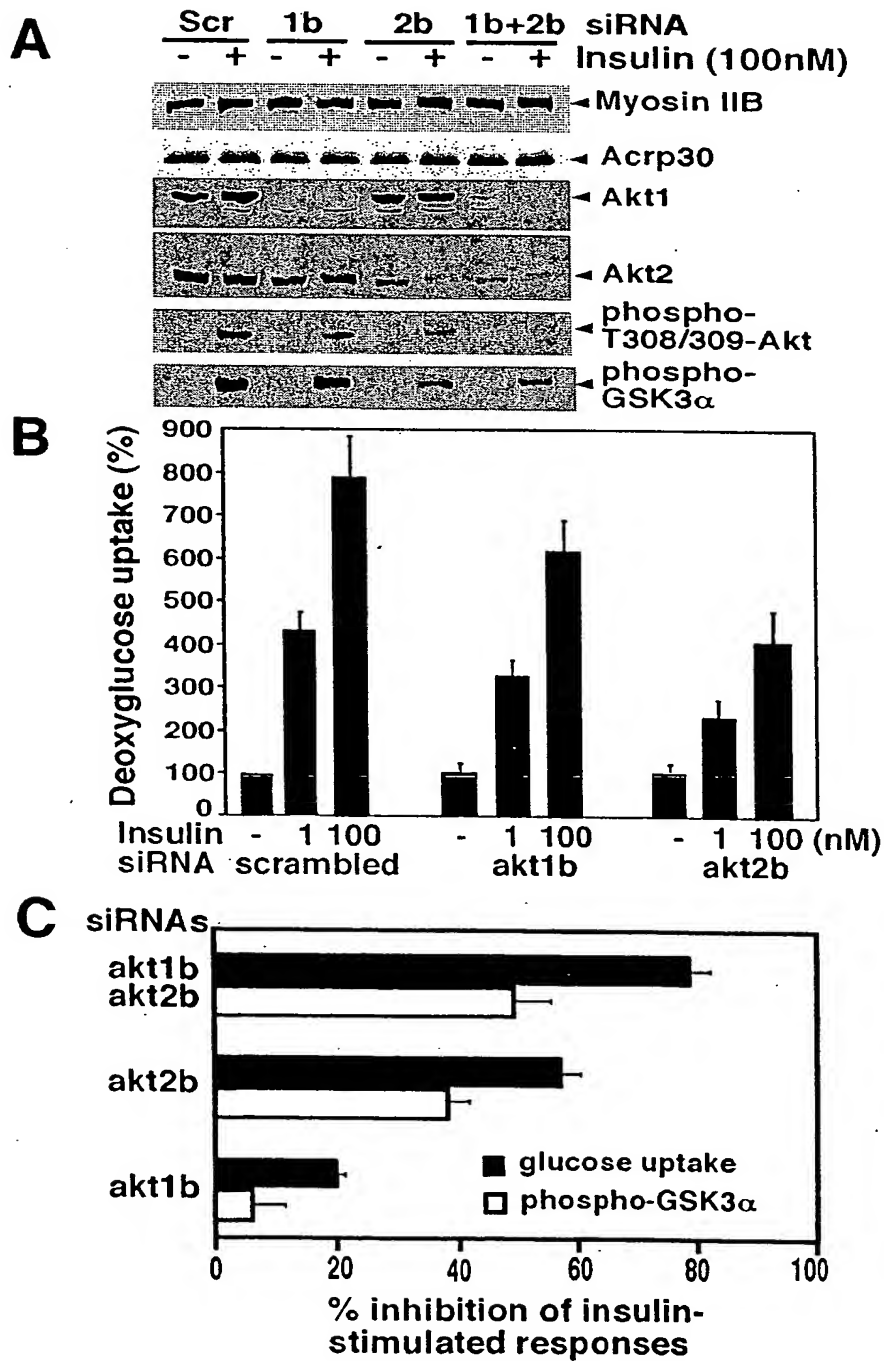 A
Scr 1b 2b 1b+2b siRNA
- + - + - + - + Insulin (100nM)
Myosin IIB
Acrp30
Akt1
Akt2
phospho-
T308/309-Akt
phospho-
GSK3α
B
Deoxyglucose uptake (%)
900
800
700
600
500
400
300
200
100
0
Insulin - 1 100 - 1 100 - 1 100 (nM)
siRNA scrambled akt1b akt2b
C
siRNAs
akt1b
akt2b
akt2b
akt1b
glucose uptake
phospho-GSK3α
0 20 40 60 80 100
% inhibition of insulin-
stimulated responses